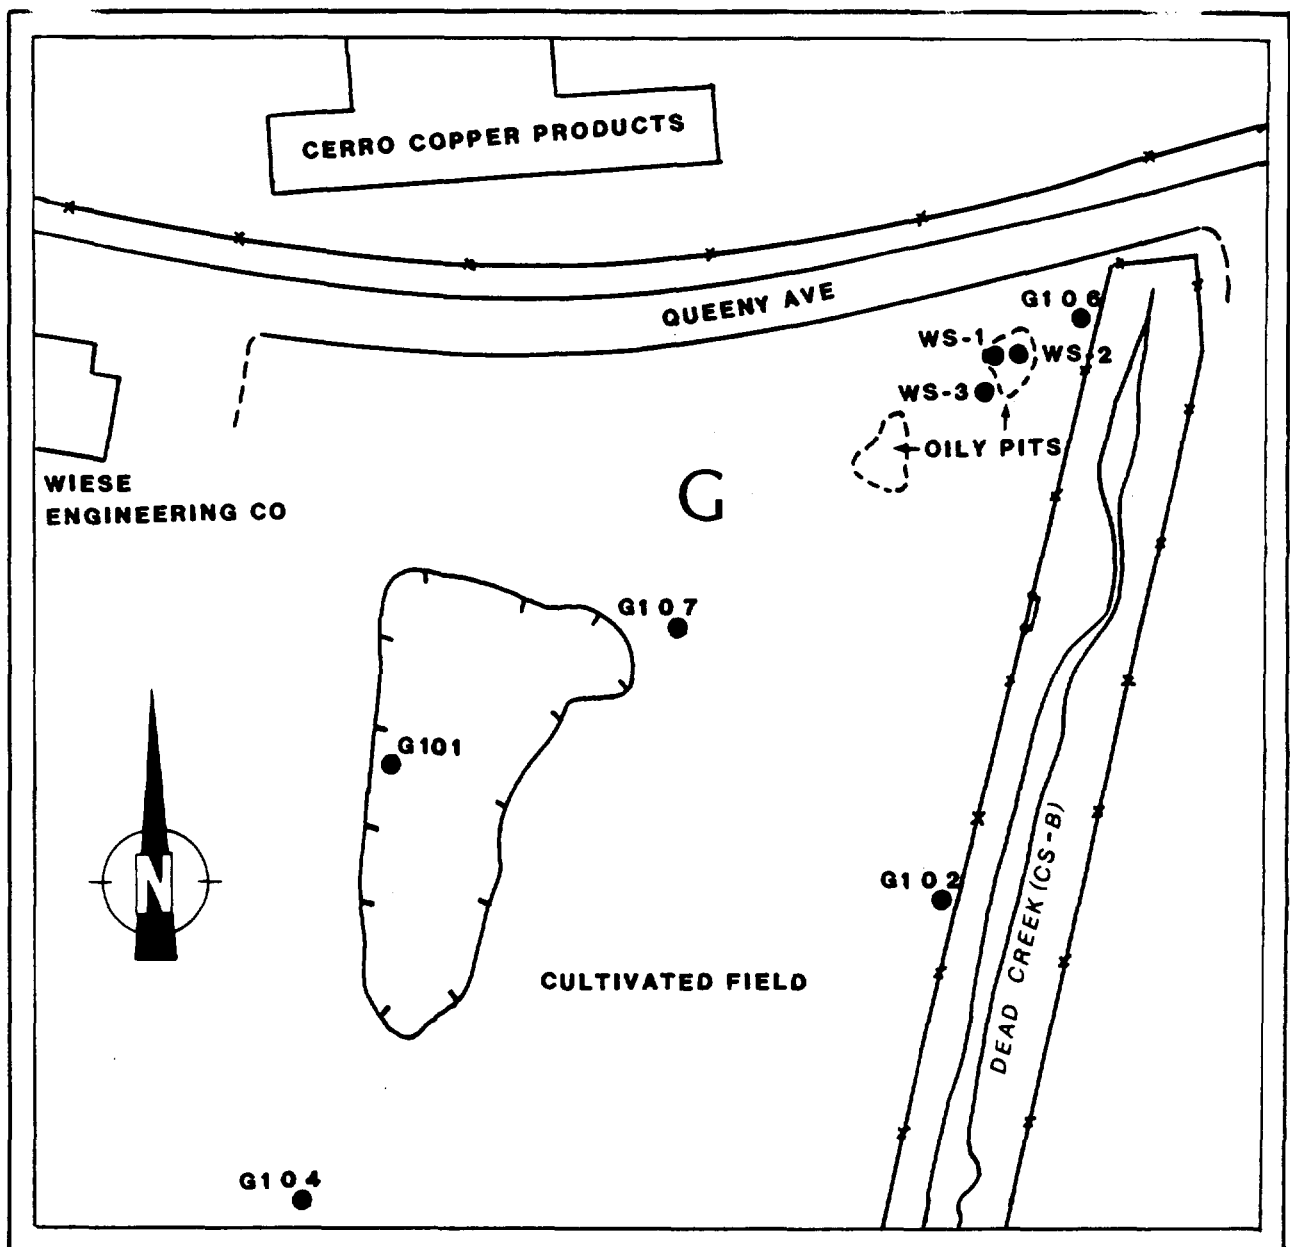 CERRO COPPER PRODUCTS
QUEENY AVE
G106
WS-1
WS-2
WS-3
OILY PITS
WIESE
ENGINEERING CO
G
G107
G101
N
G102
DEAD CREEK (CS-B)
CULTIVATED FIELD
G104